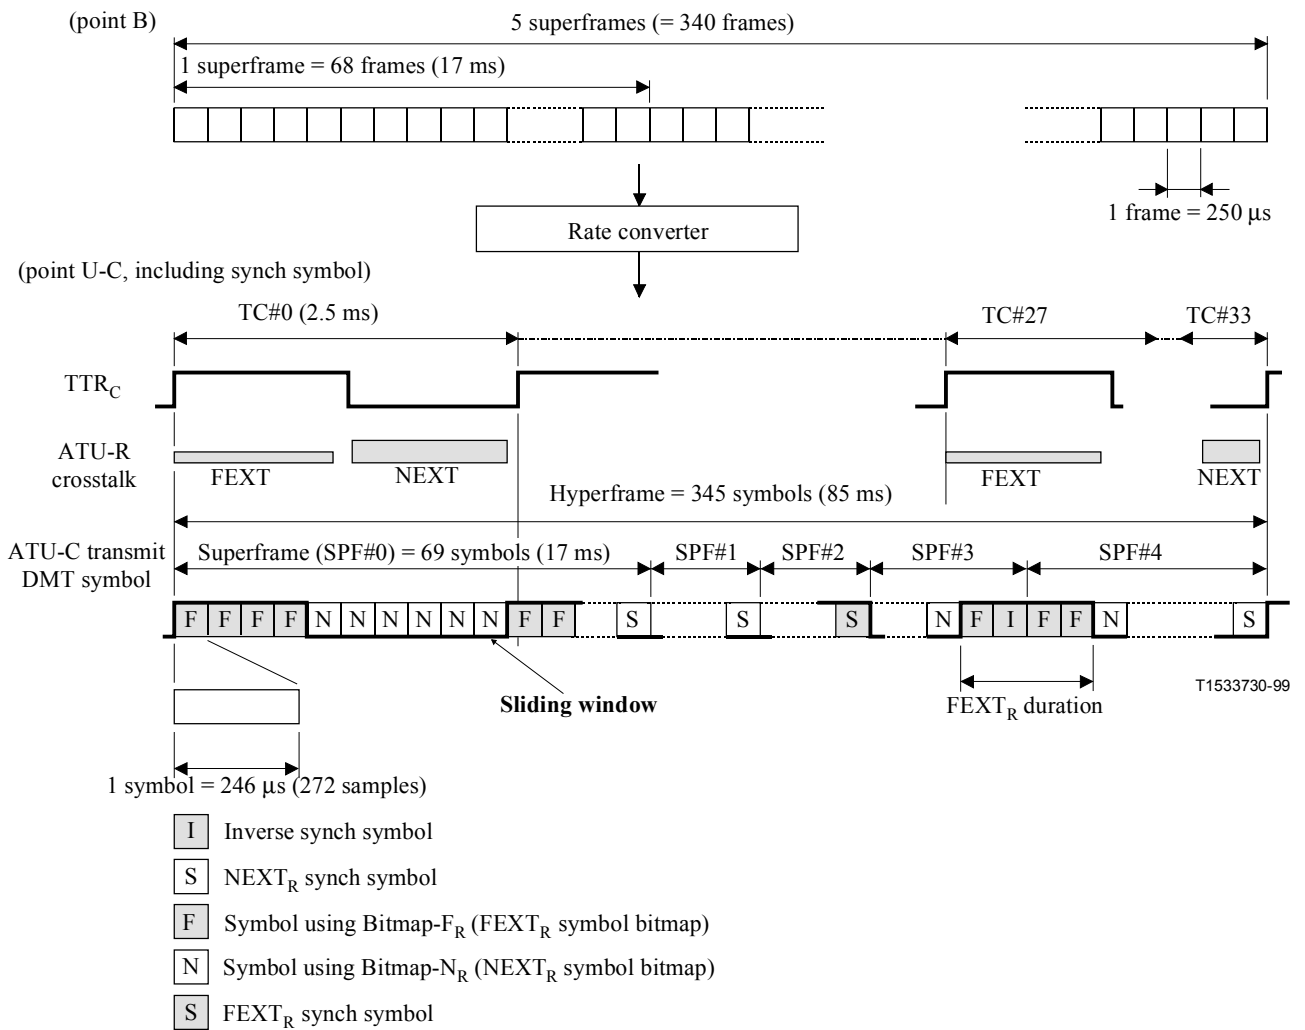 (point B)
5 superframes (= 340 frames)
1 superframe = 68 frames (17 ms)
1 frame = 250 μs
Rate converter
(point U-C, including synch symbol)
TC#0 (2.5 ms)
TC#27
TC#33
TTR_C
ATU-R
crosstalk
FEXT
NEXT
FEXT
NEXT
Hyperframe = 345 symbols (85 ms)
ATU-C transmit
DMT symbol
Superframe (SPF#0) = 69 symbols (17 ms)
SPF#1
SPF#2
SPF#3
SPF#4
F F F F N N N N N N F F S S S N F I F F N S
Sliding window
FEXT_R duration
T1533730-99
1 symbol = 246 μs (272 samples)
I Inverse synch symbol
S NEXT_R synch symbol
F Symbol using Bitmap-F_R (FEXT_R symbol bitmap)
N Symbol using Bitmap-N_R (NEXT_R symbol bitmap)
S FEXT_R synch symbol